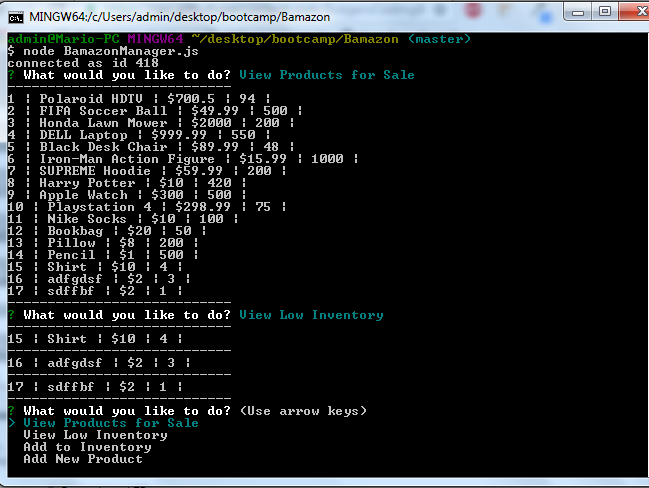 MINGW64:/c/Users/admin/desktop/bootcamp/Bamazon
admin@Mario-PC MINGW64 ~/desktop/bootcamp/Bamazon (master)
$ node BamazonManager.js
connected as id 418
? What would you like to do? View Products for Sale
----------------------------
1 | Polaroid HDTV | $700.5 | 94 |
2 | FIFA Soccer Ball | $49.99 | 500 |
3 | Honda Lawn Mower | $2000 | 200 |
4 | DELL Laptop | $999.99 | 550 |
5 | Black Desk Chair | $89.99 | 48 |
6 | Iron-Man Action Figure | $15.99 | 1000 |
7 | SUPREME Hoodie | $59.99 | 200 |
8 | Harry Potter | $10 | 420 |
9 | Apple Watch | $300 | 500 |
10 | Playstation 4 | $298.99 | 75 |
11 | Nike Socks | $10 | 100 |
12 | Bookbag | $20 | 50 |
13 | Pillow | $8 | 200 |
14 | Pencil | $1 | 500 |
15 | Shirt | $10 | 4 |
16 | adfgdsf | $2 | 3 |
17 | sdffbf | $2 | 1 |
----------------------------
? What would you like to do? View Low Inventory
----------------------------
15 | Shirt | $10 | 4 |
----------------------------
16 | adfgdsf | $2 | 3 |
----------------------------
17 | sdffbf | $2 | 1 |
----------------------------
? What would you like to do? (Use arrow keys)
> View Products for Sale
View Low Inventory
Add to Inventory
Add New Product